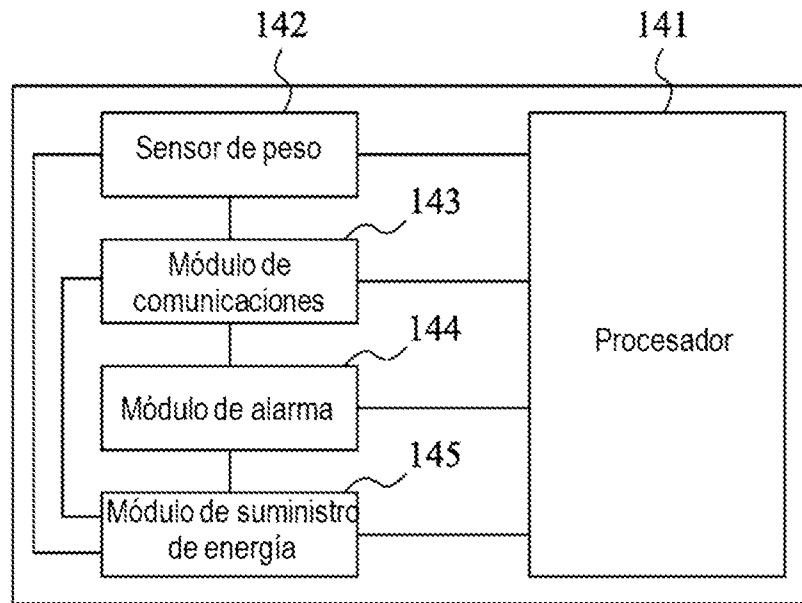 142
141
Sensor de peso
143
Módulo de
comunicaciones
144
Procesador
Módulo de alarma
145
Módulo de suministro
de energía